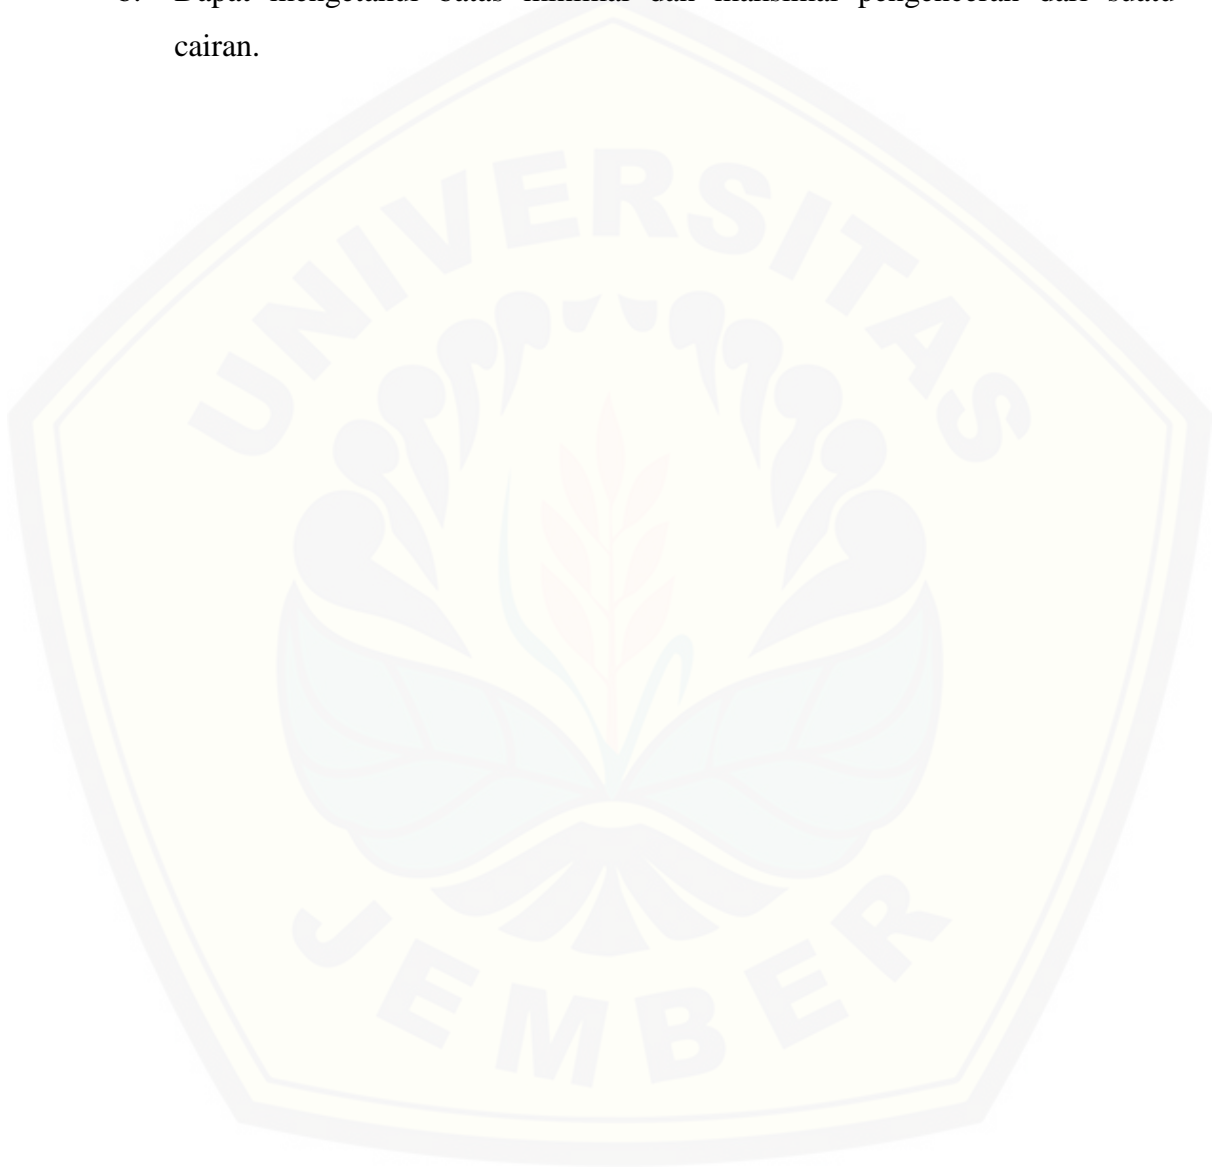 Dapat mengetahui batas minimal dan maksimal pengenceran dari suatu
cairan.
UNIVERSITAS
JEMBER